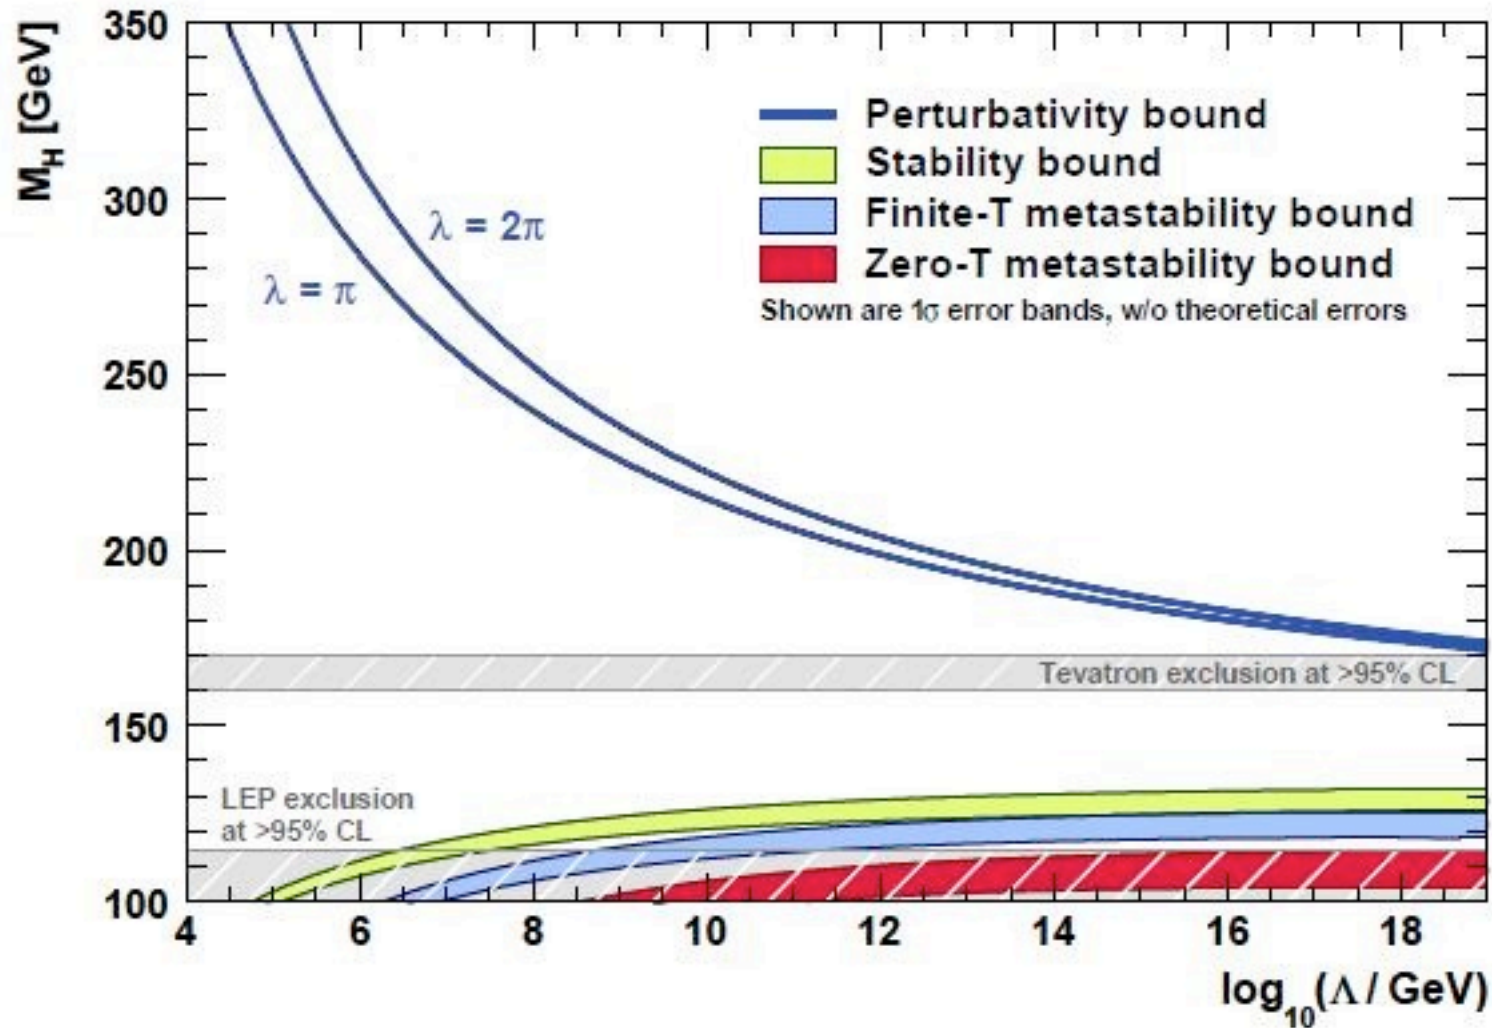 350
300
250
200
150
100
M_H [GeV]
λ = 2π
λ = π
Perturbativity bound
Stability bound
Finite-T metastability bound
Zero-T metastability bound
Shown are 1σ error bands, w/o theoretical errors
Tevatron exclusion at >95% CL
LEP exclusion
at >95% CL
4 6 8 10 12 14 16 18
log₁₀(Λ / GeV)